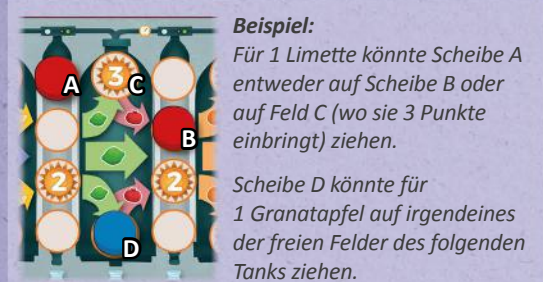 Beispiel:
Für 1 Limette könnte Scheibe A
entweder auf Scheibe B oder
auf Feld C (wo sie 3 Punkte
einbringt) ziehen.
Scheibe D könnte für
1 Granatapfel auf irgendeines
der freien Felder des folgenden
Tanks ziehen.
A
3
C
B
2
2
D